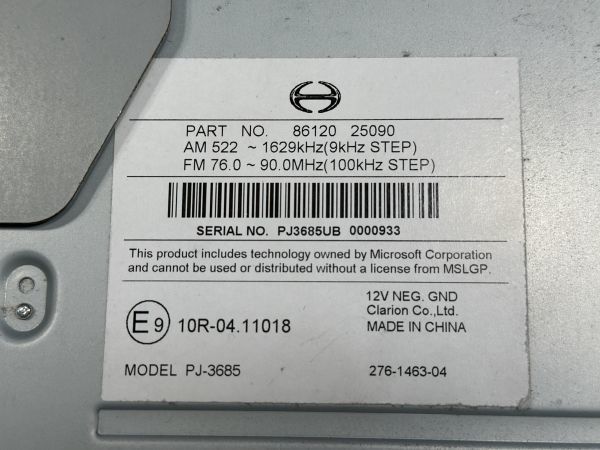 PART NO. 86120 25090
AM 522 ~ 1629kHz(9kHz STEP)
FM 76.0 ~ 90.0MHz(100kHz STEP)
SERIAL NO. PJ3685UB 0000933
This product includes technology owned by Microsoft Corporation
and cannot be used or distributed without a license from MSLGP.
E9 10R-04.11018
12V NEG. GND
Clarion Co.,Ltd.
MADE IN CHINA
MODEL PJ-3685
276-1463-04